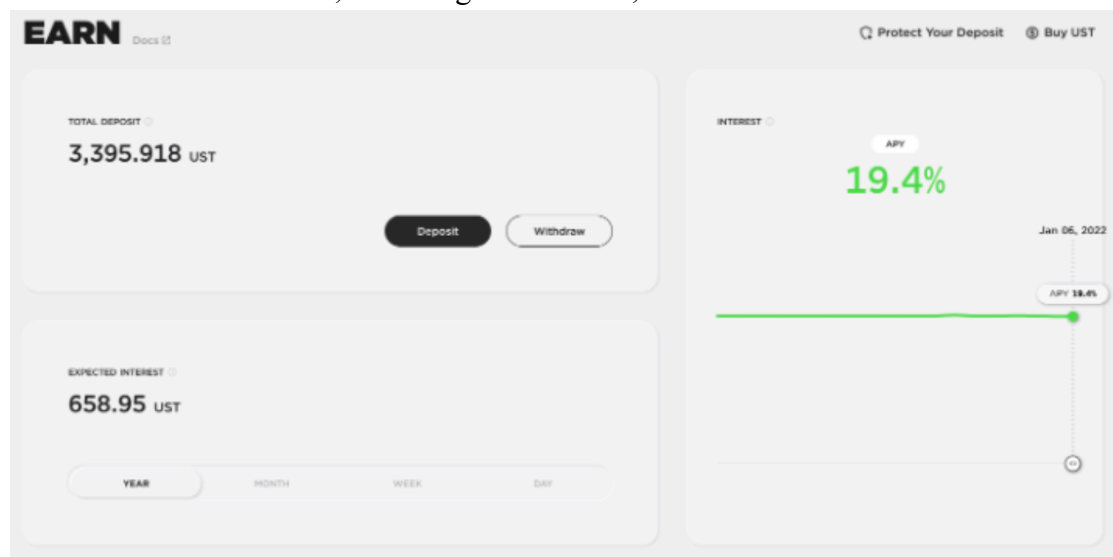 EARN Docs
Protect Your Deposit Buy UST
TOTAL DEPOSIT
3,395.918 UST
Deposit Withdraw
EXPECTED INTEREST
658.95 UST
YEAR MONTH WEEK DAY
INTEREST
APY
19.4%
Jan 06, 2022
APY 19.4%